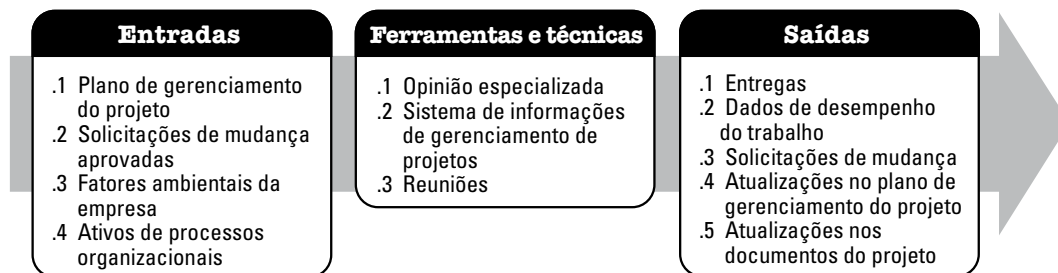 Entradas
.1 Plano de gerenciamento
do projeto
.2 Solicitações de mudança
aprovadas
.3 Fatores ambientais da
empresa
.4 Ativos de processos
organizacionais
Ferramentas e técnicas
.1 Opinião especializada
.2 Sistema de informações
de gerenciamento de
projetos
.3 Reuniões
Saídas
.1 Entregas
.2 Dados de desempenho
do trabalho
.3 Solicitações de mudança
.4 Atualizações no plano de
gerenciamento do projeto
.5 Atualizações nos
documentos do projeto